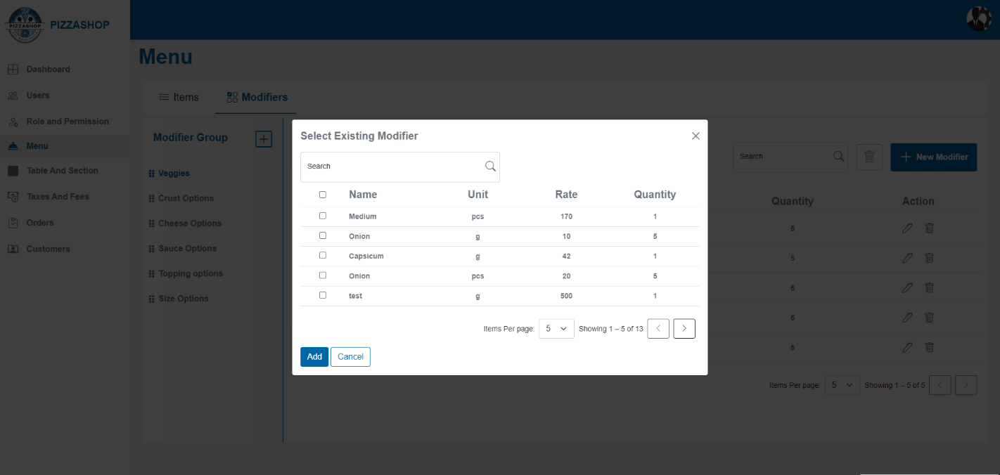 PIZZASHOP
PIZZASHOP
Menu
Dashboard
Users
Role and Permission
Menu
Table And Section
Taxes And Fees
Orders
Customers
Items
Modifiers
Modifier Group
Veggies
Crust Options
Cheese Options
Sauce Options
Topping options
Size Options
Search
New Modifier
Quantity Action
5
5
5
5
5
Items Per page: 5 Showing 1 – 5 of 5
Select Existing Modifier
Search
Name Unit Rate Quantity
Medium pcs 170 1
Onion g 10 5
Capsicum g 42 1
Onion pcs 20 5
test g 500 1
Items Per page: 5 Showing 1 – 5 of 13
Add Cancel